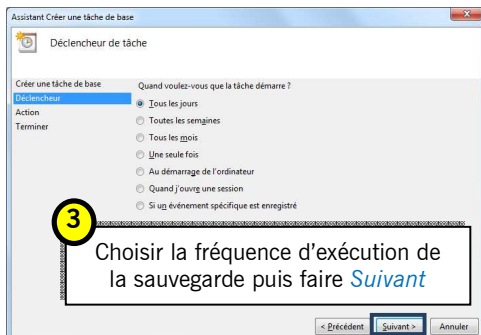 Assistant Créer une tâche de base
Déclencheur de tâche
Créer une tâche de base
Déclencheur
Action
Terminer
Quand voulez-vous que la tâche démarre ?
Tous les jours
Toutes les semaines
Tous les mois
Une seule fois
Au démarrage de l'ordinateur
Quand j'ouvre une session
Si un événement spécifique est enregistré
3
Choisir la fréquence d'exécution de
la sauvegarde puis faire Suivant
< Précédent
Suivant >
Annuler